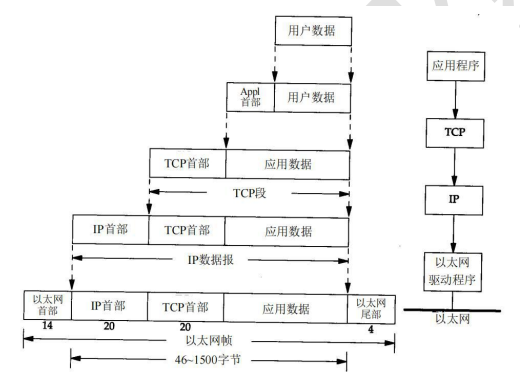 用户数据
Appl
首部
用户数据
应用程序
TCP首部
应用数据
TCP
TCP段
IP首部
TCP首部
应用数据
IP
IP数据报
以太网
驱动程序
以太网
首部
IP首部
TCP首部
应用数据
以太网
尾部
以太网
14
20
20
4
以太网帧
46~1500字节